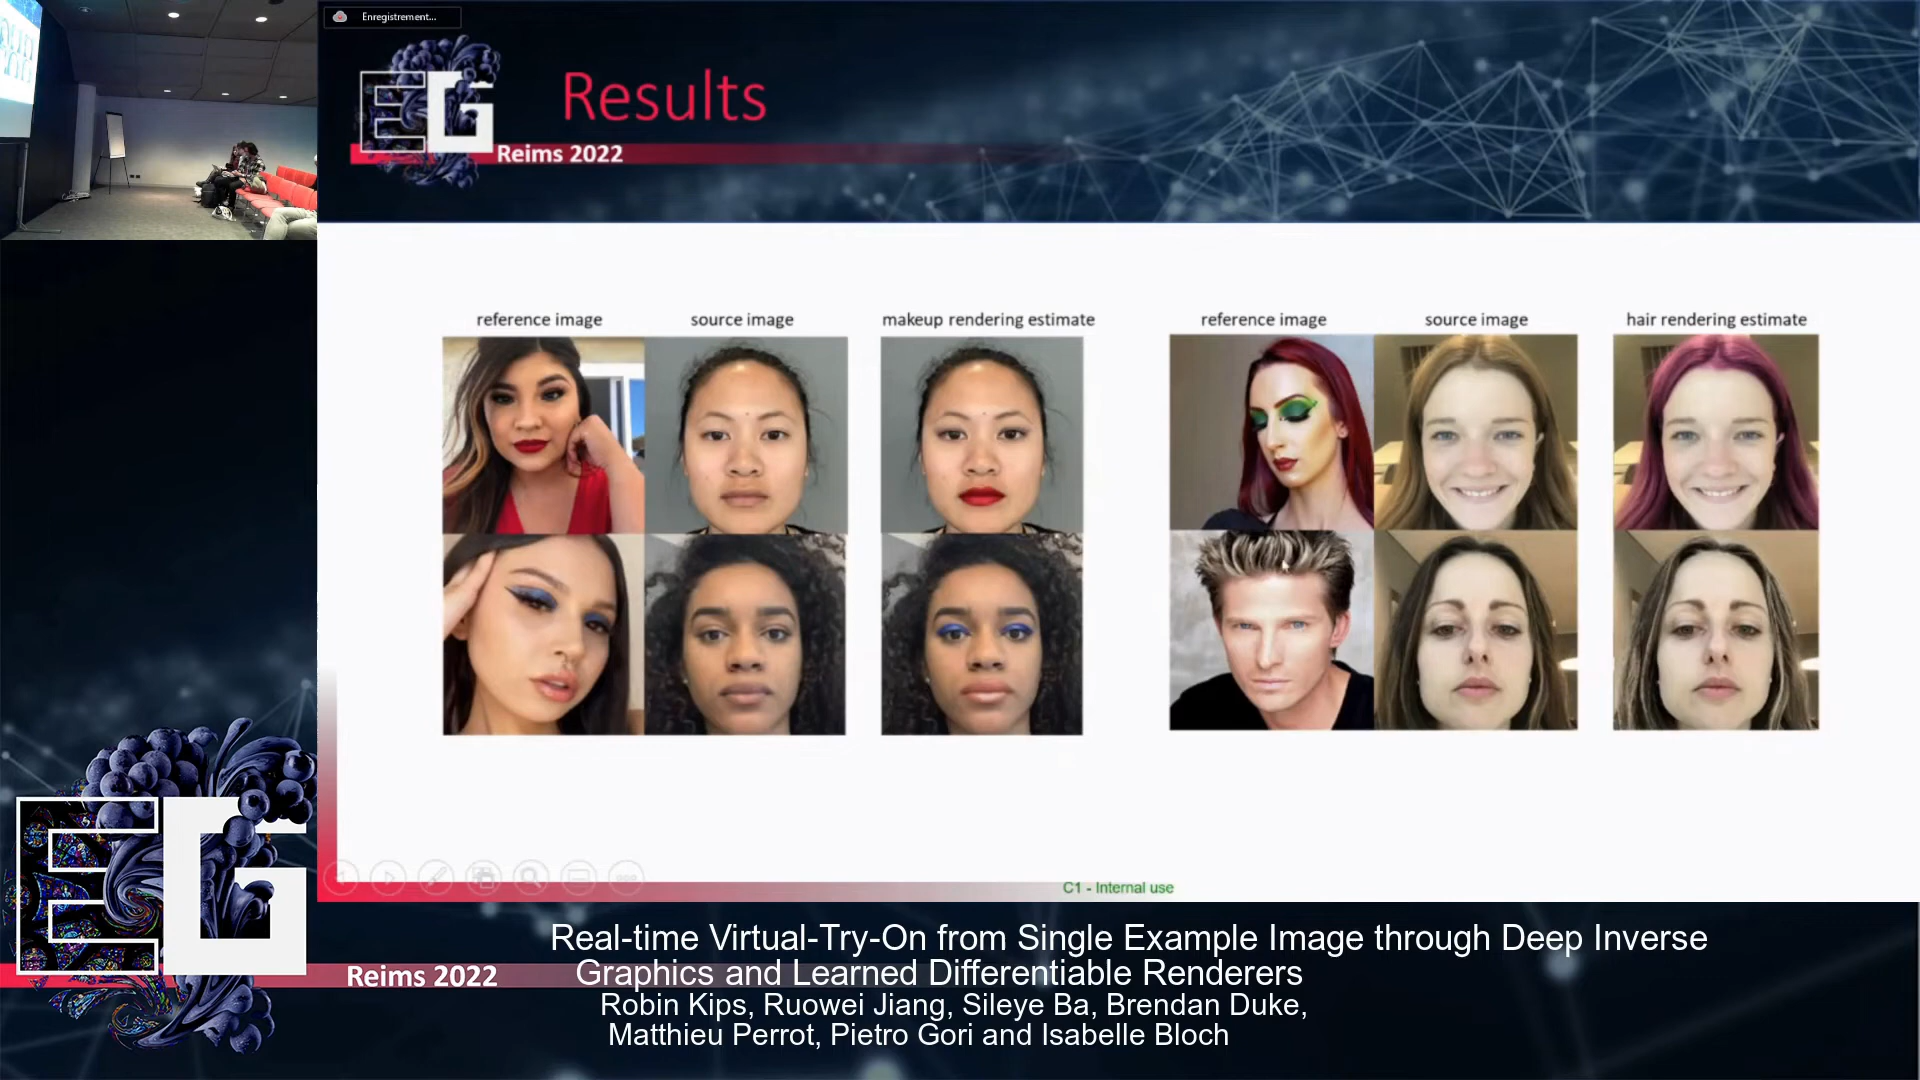 Enregistrement...
EG
Results
Reims 2022
reference image source image makeup rendering estimate
reference image source image hair rendering estimate
C1 - Internal use
EG
Reims 2022
Real-time Virtual-Try-On from Single Example Image through Deep Inverse
Graphics and Learned Differentiable Renderers
Robin Kips, Ruowei Jiang, Sileye Ba, Brendan Duke,
Matthieu Perrot, Pietro Gori and Isabelle Bloch